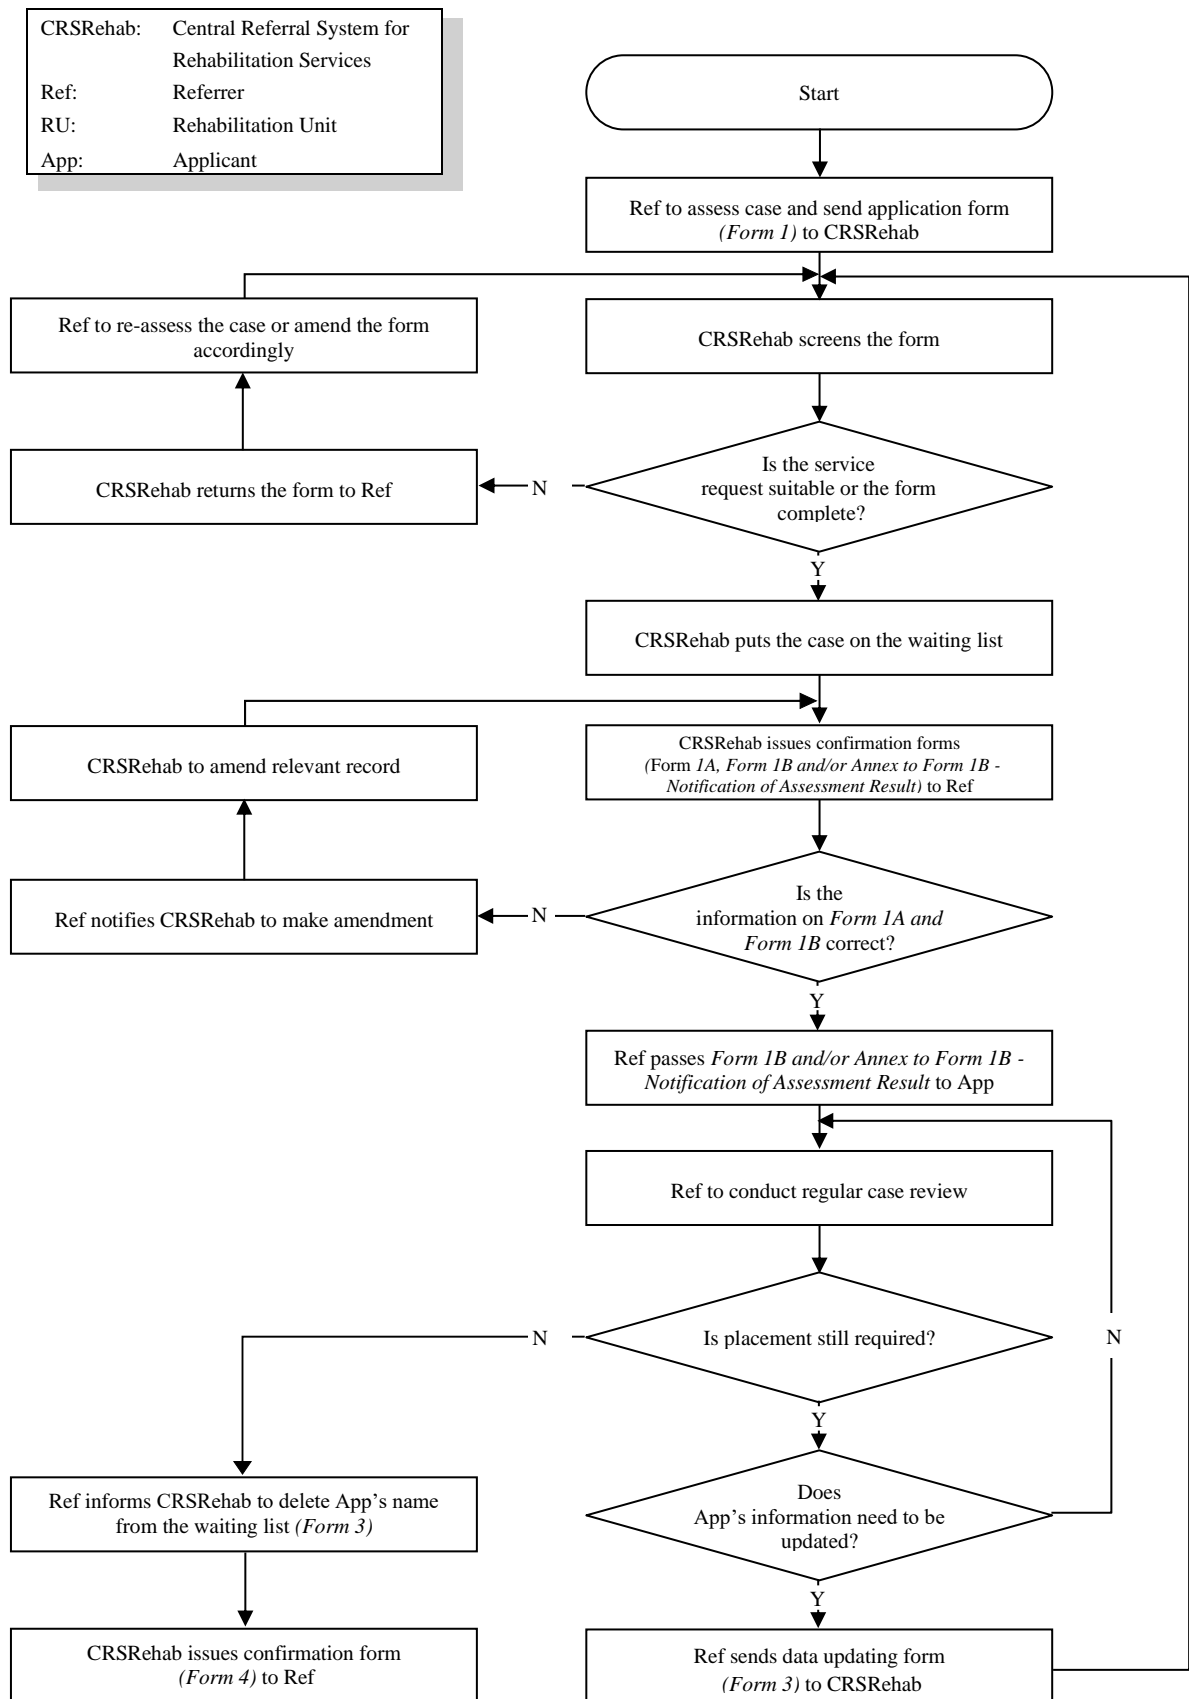 CRSRehab: Central Referral System for
Rehabilitation Services
Ref: Referrer
RU: Rehabilitation Unit
App: Applicant
Start
Ref to assess case and send application form
(Form 1) to CRSRehab
Ref to re-assess the case or amend the form
accordingly
CRSRehab screens the form
CRSRehab returns the form to Ref
N
Is the service
request suitable or the form
complete?
Y
CRSRehab puts the case on the waiting list
CRSRehab to amend relevant record
CRSRehab issues confirmation forms
(Form 1A, Form 1B and/or Annex to Form 1B -
Notification of Assessment Result) to Ref
Ref notifies CRSRehab to make amendment
N
Is the
information on Form 1A and
Form 1B correct?
Y
Ref passes Form 1B and/or Annex to Form 1B -
Notification of Assessment Result to App
Ref to conduct regular case review
N
Is placement still required?
N
Y
Ref informs CRSRehab to delete App's name
from the waiting list (Form 3)
Does
App's information need to be
updated?
Y
CRSRehab issues confirmation form
(Form 4) to Ref
Ref sends data updating form
(Form 3) to CRSRehab